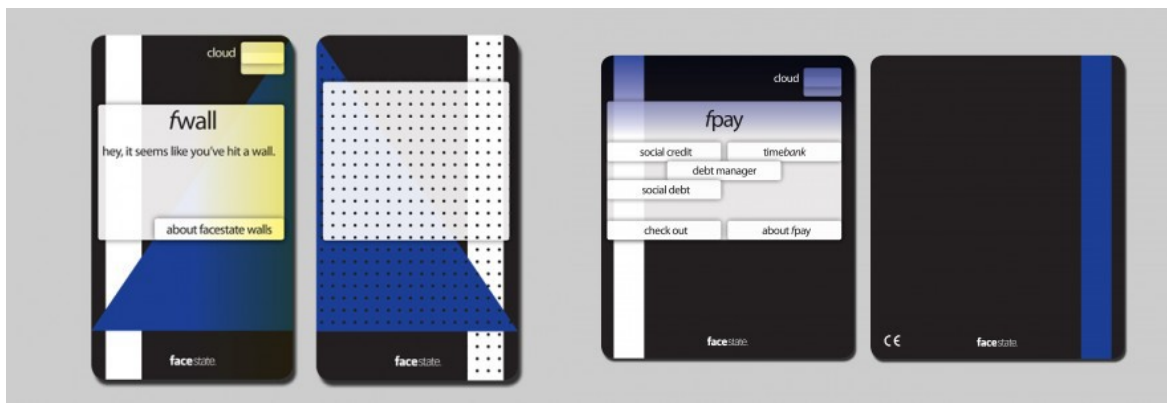 cloud
fwall
hey, it seems like you've hit a wall.
about facestate walls
facestate.
facestate.
cloud
fpay
social credit
timebank
debt manager
social debt
check out
about fpay
facestate.
CE
facestate.